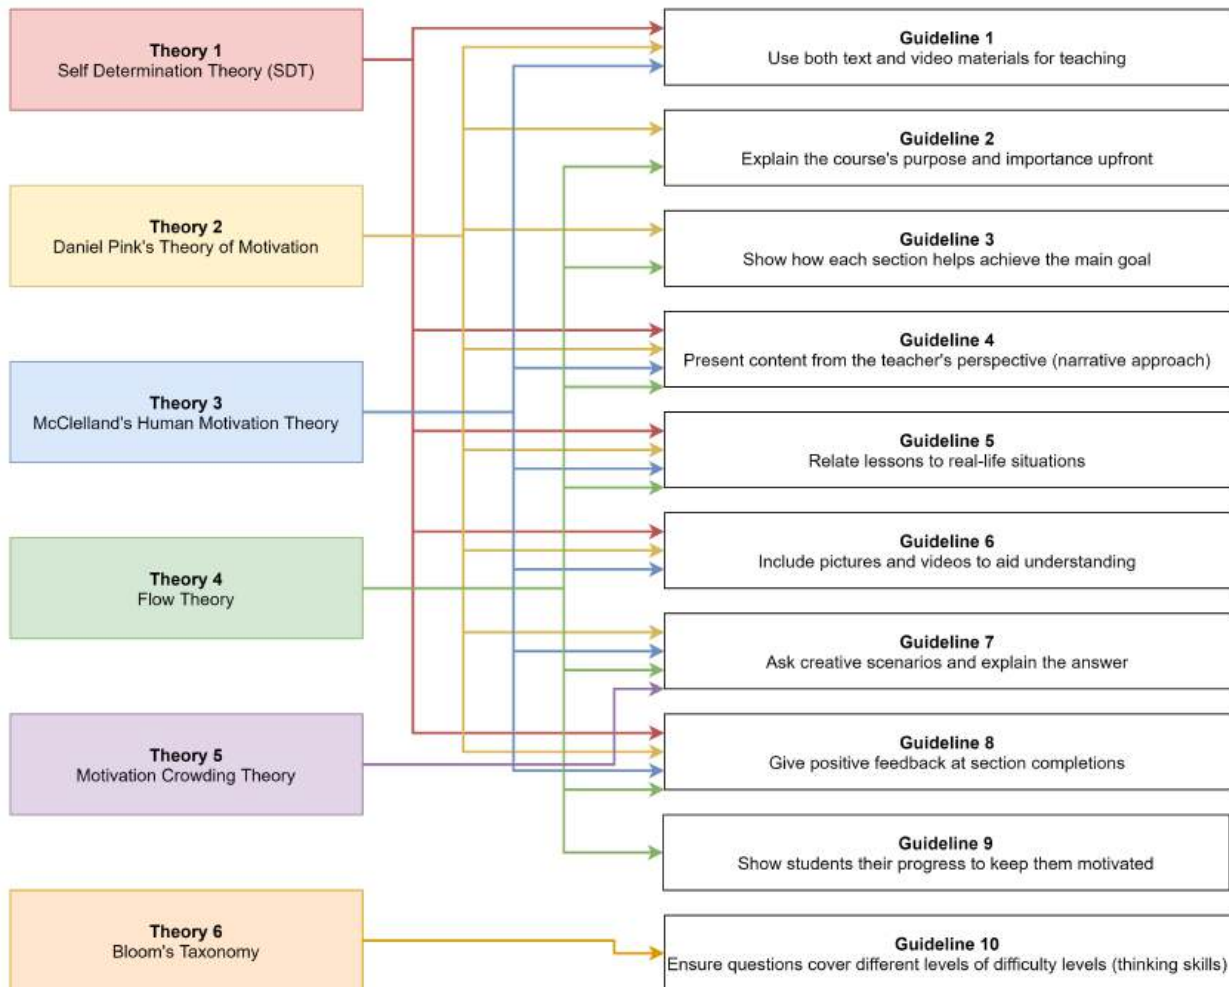 Theory 1
Self Determination Theory (SDT)
Theory 2
Daniel Pink's Theory of Motivation
Theory 3
McClelland's Human Motivation Theory
Theory 4
Flow Theory
Theory 5
Motivation Crowding Theory
Theory 6
Bloom's Taxonomy
Guideline 1
Use both text and video materials for teaching
Guideline 2
Explain the course's purpose and importance upfront
Guideline 3
Show how each section helps achieve the main goal
Guideline 4
Present content from the teacher's perspective (narrative approach)
Guideline 5
Relate lessons to real-life situations
Guideline 6
Include pictures and videos to aid understanding
Guideline 7
Ask creative scenarios and explain the answer
Guideline 8
Give positive feedback at section completions
Guideline 9
Show students their progress to keep them motivated
Guideline 10
Ensure questions cover different levels of difficulty levels (thinking skills)